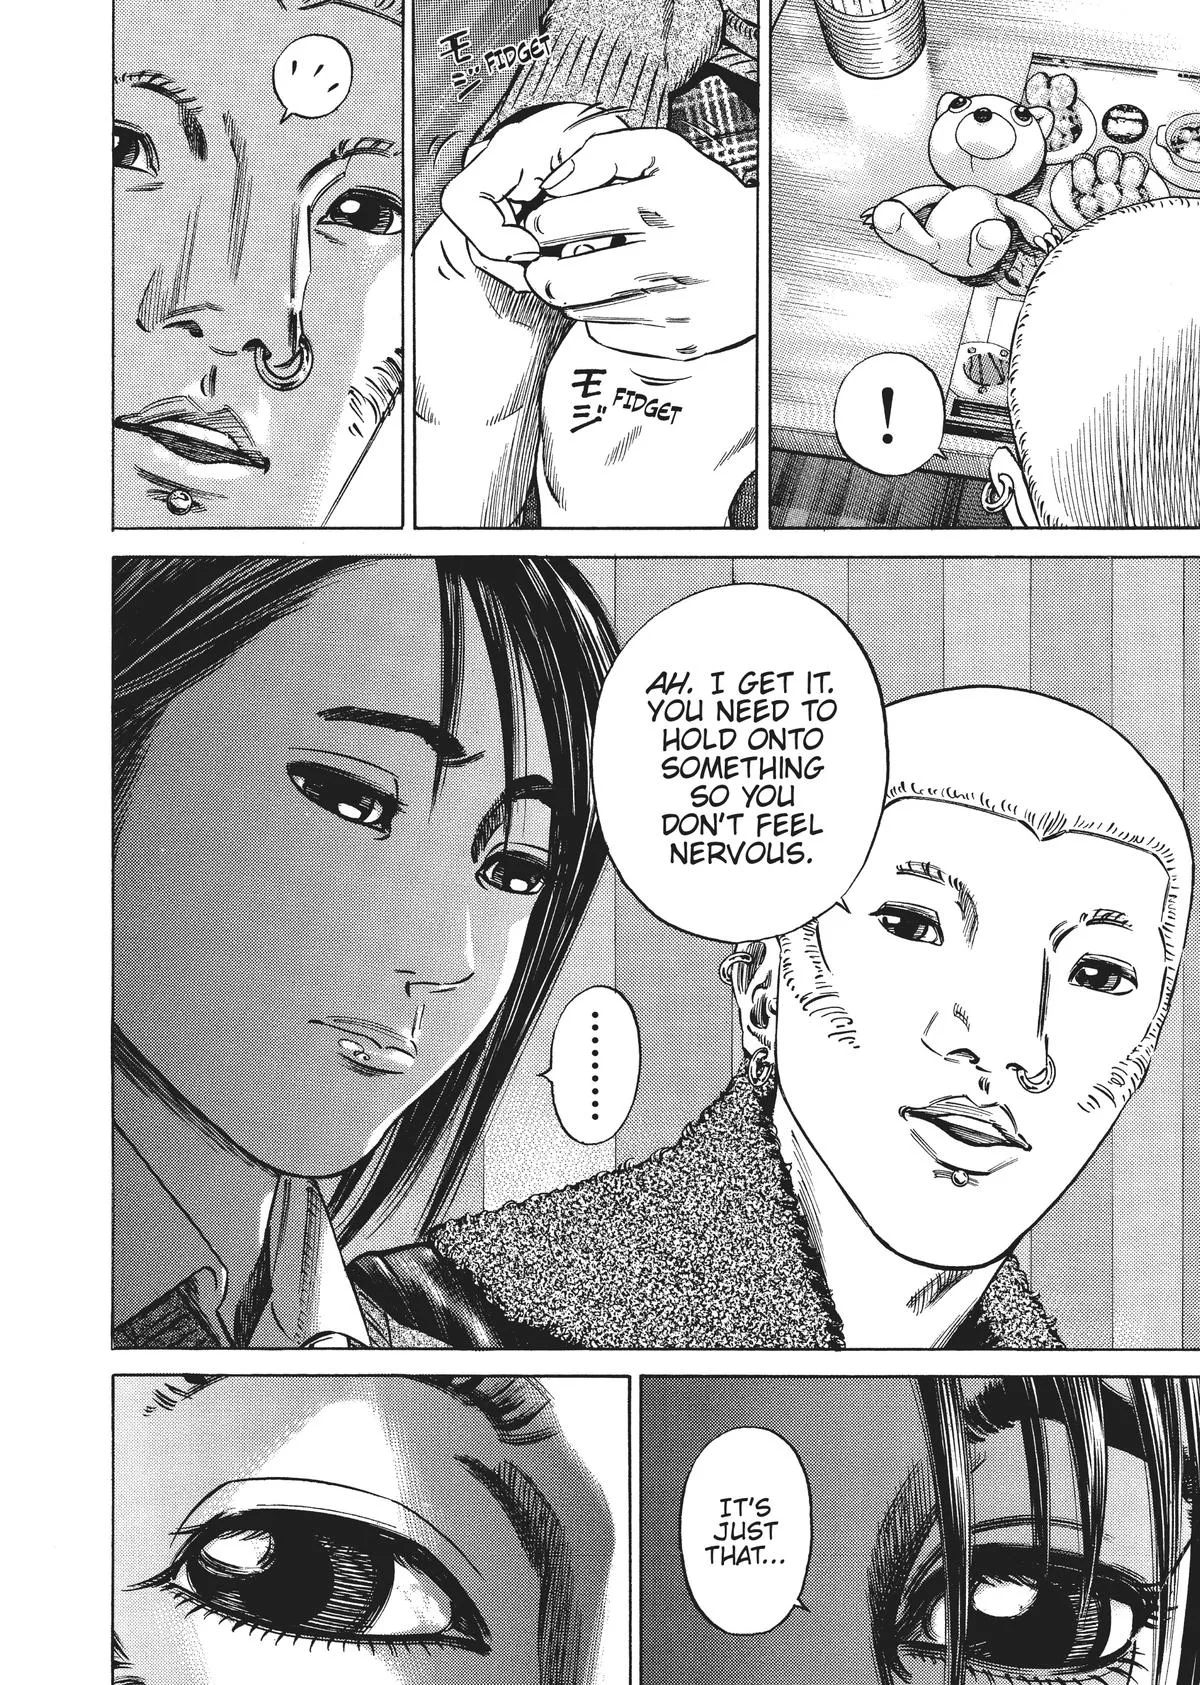 !
モジ
FIDGET
モジ
FIDGET
AH. I GET IT.
YOU NEED TO
HOLD ONTO
SOMETHING
SO YOU
DON'T FEEL
NERVOUS.
.........
IT'S
JUST
THAT...